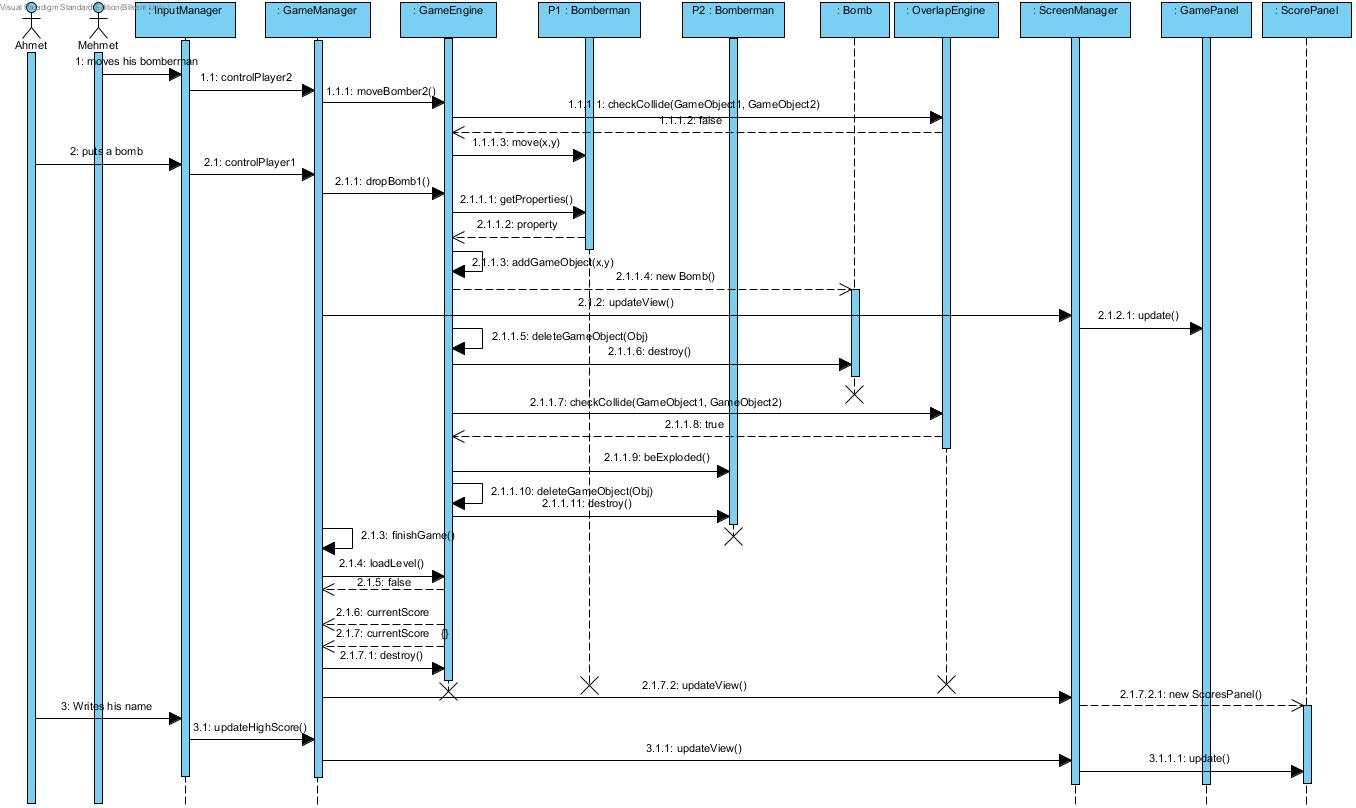 Visual Paradigm Standard Edition(Bilkent Univ.)
: InputManager
: GameManager
: GameEngine
P1 : Bomberman
P2 : Bomberman
: Bomb
: OverlapEngine
: ScreenManager
: GamePanel
: ScorePanel
Ahmet
Mehmet
1: moves his bomberman
1.1: controlPlayer2
1.1.1: moveBomber2()
1.1.1.1: checkCollide(GameObject1, GameObject2)
1.1.1.2: false
1.1.1.3: move(x,y)
2: puts a bomb
2.1: controlPlayer1
2.1.1: dropBomb1()
2.1.1.1: getProperties()
2.1.1.2: property
2.1.1.3: addGameObject(x,y)
2.1.1.4: new Bomb()
2.1.2: updateView()
2.1.2.1: update()
2.1.1.5: deleteGameObject(Obj)
2.1.1.6: destroy()
2.1.1.7: checkCollide(GameObject1, GameObject2)
2.1.1.8: true
2.1.1.9: beExploded()
2.1.1.10: deleteGameObject(Obj)
2.1.1.11: destroy()
2.1.3: finishGame()
2.1.4: loadLevel()
2.1.5: false
2.1.6: currentScore
2.1.7: currentScore {}
2.1.7.1: destroy()
2.1.7.2: updateView()
2.1.7.2.1: new ScoresPanel()
3: Writes his name
3.1: updateHighScore()
3.1.1: updateView()
3.1.1.1: update()